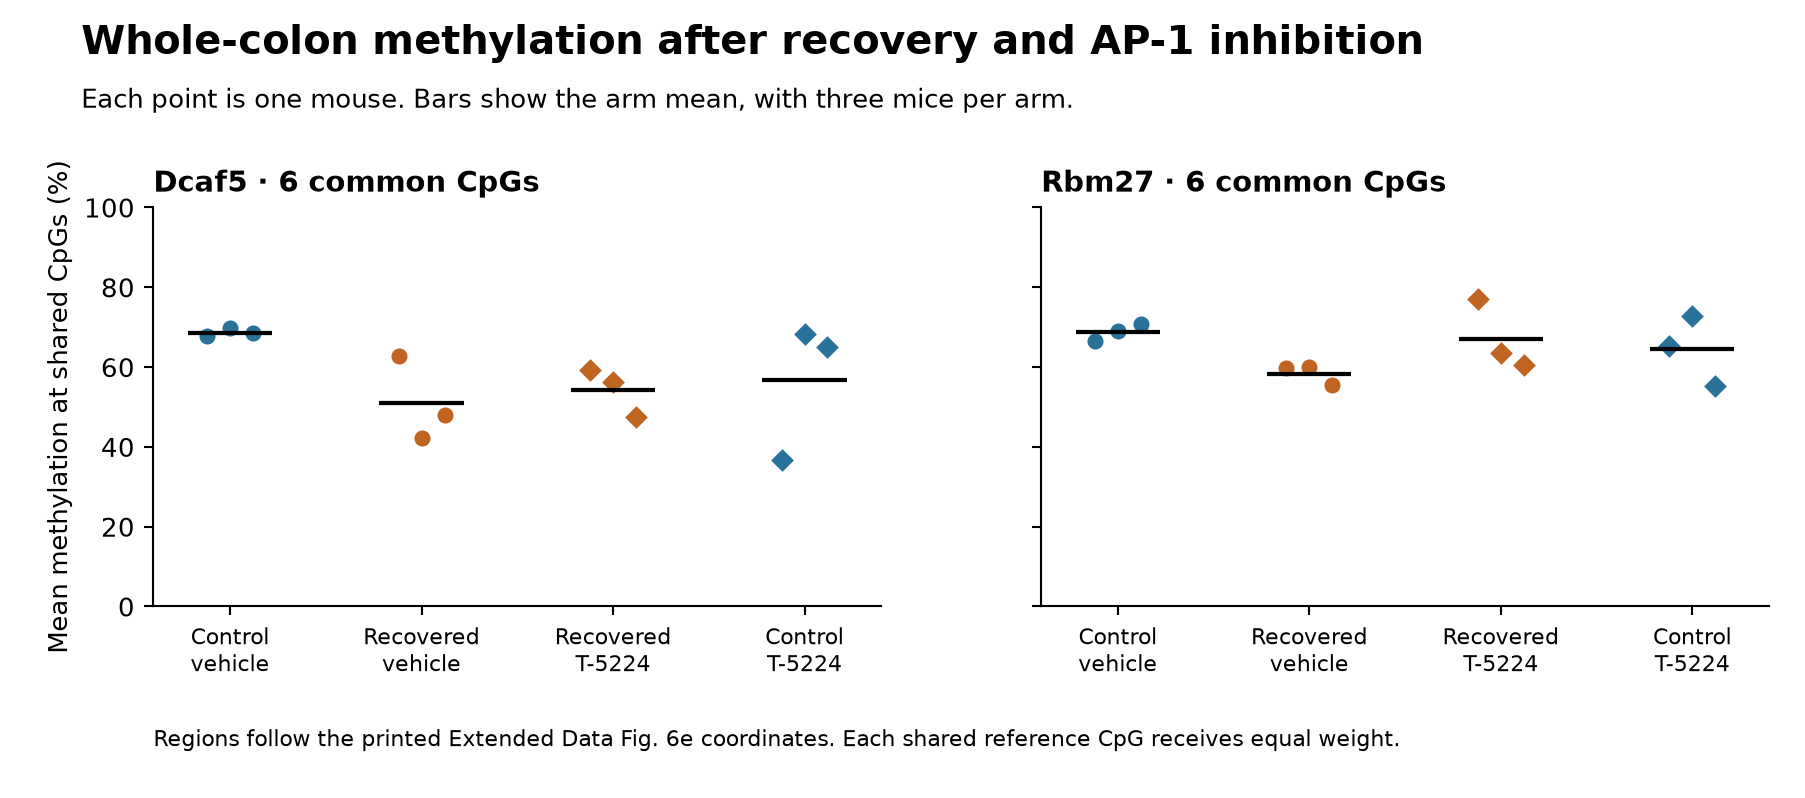 Whole-colon methylation after recovery and AP-1 inhibition
Each point is one mouse. Bars show the arm mean, with three mice per arm.
Mean methylation at shared CpGs (%)
Dcaf5 · 6 common CpGs
100
80
60
40
20
0
Control
vehicle
Recovered
vehicle
Recovered
T-5224
Control
T-5224
Rbm27 · 6 common CpGs
Control
vehicle
Recovered
vehicle
Recovered
T-5224
Control
T-5224
Regions follow the printed Extended Data Fig. 6e coordinates. Each shared reference CpG receives equal weight.